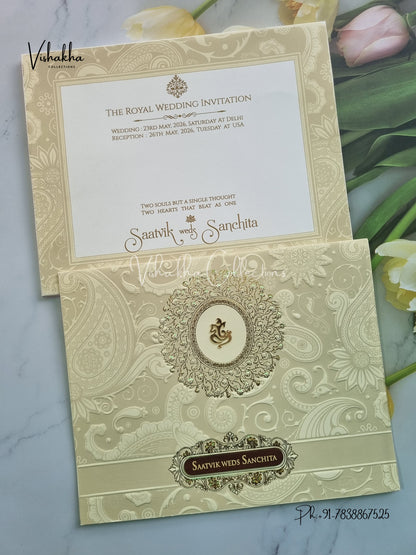 Vishakha
COLLECTIONS
THE ROYAL WEDDING INVITATION
WEDDING : 23RD MAY, 2026, SATURDAY AT DELHI
RECEPTION : 26TH MAY, 2026, TUESDAY AT USA
TWO SOULS BUT A SINGLE THOUGHT
TWO HEARTS THAT BEAT AS ONE
Saatvik weds Sanchita
Vishakha Collections
SAATVIK WEDS SANCHITA
Ph:+91-7838867525